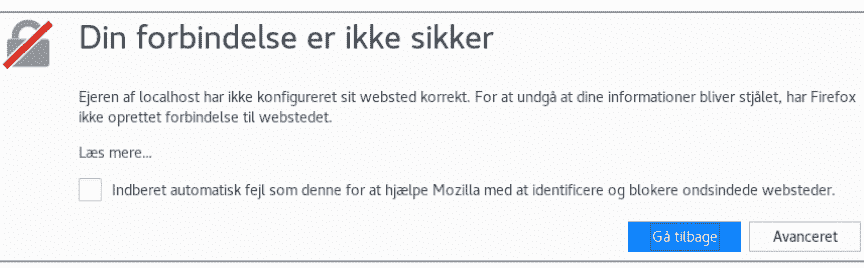 Din forbindelse er ikke sikker
Ejeren af localhost har ikke konfigureret sit websted korrekt. For at undgå at dine informationer bliver stjålet, har Firefox
ikke oprettet forbindelse til webstedet.
Læs mere...
Indberet automatisk fejl som denne for at hjælpe Mozilla med at identificere og blokere ondsindede websteder.
Gå tilbage
Avanceret